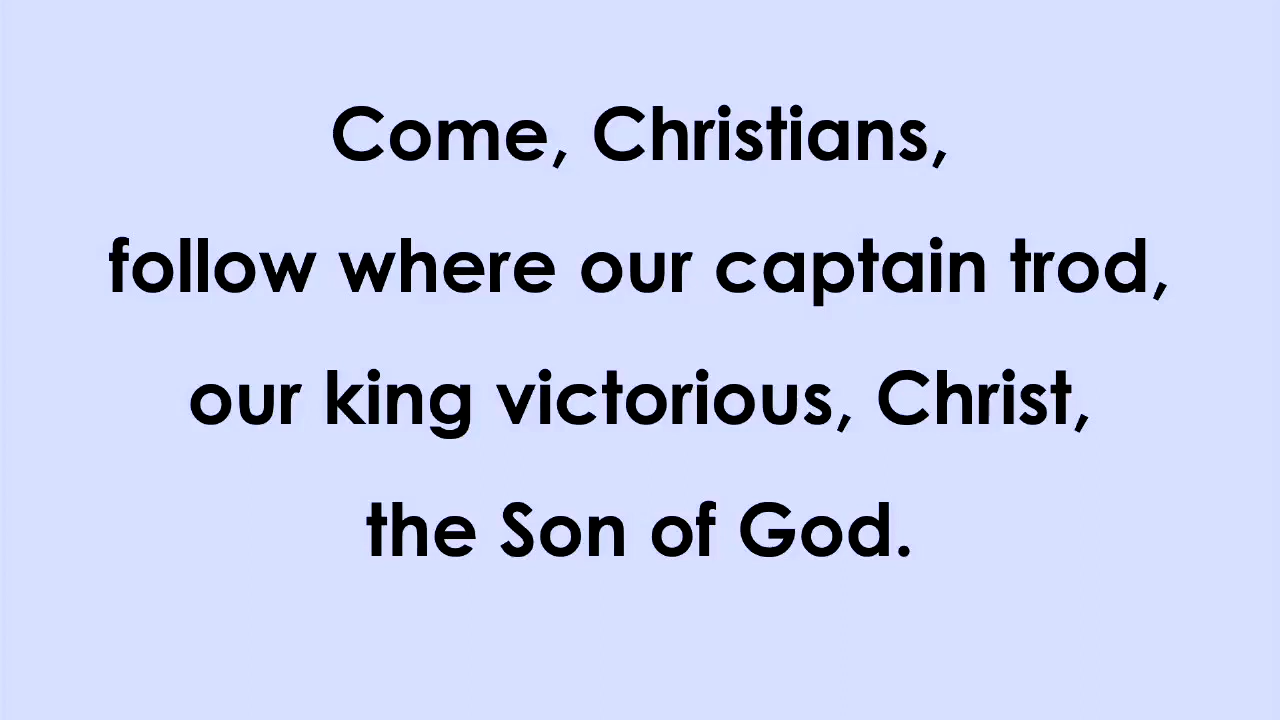 Come, Christians,
follow where our captain trod,
our king victorious, Christ,
the Son of God.